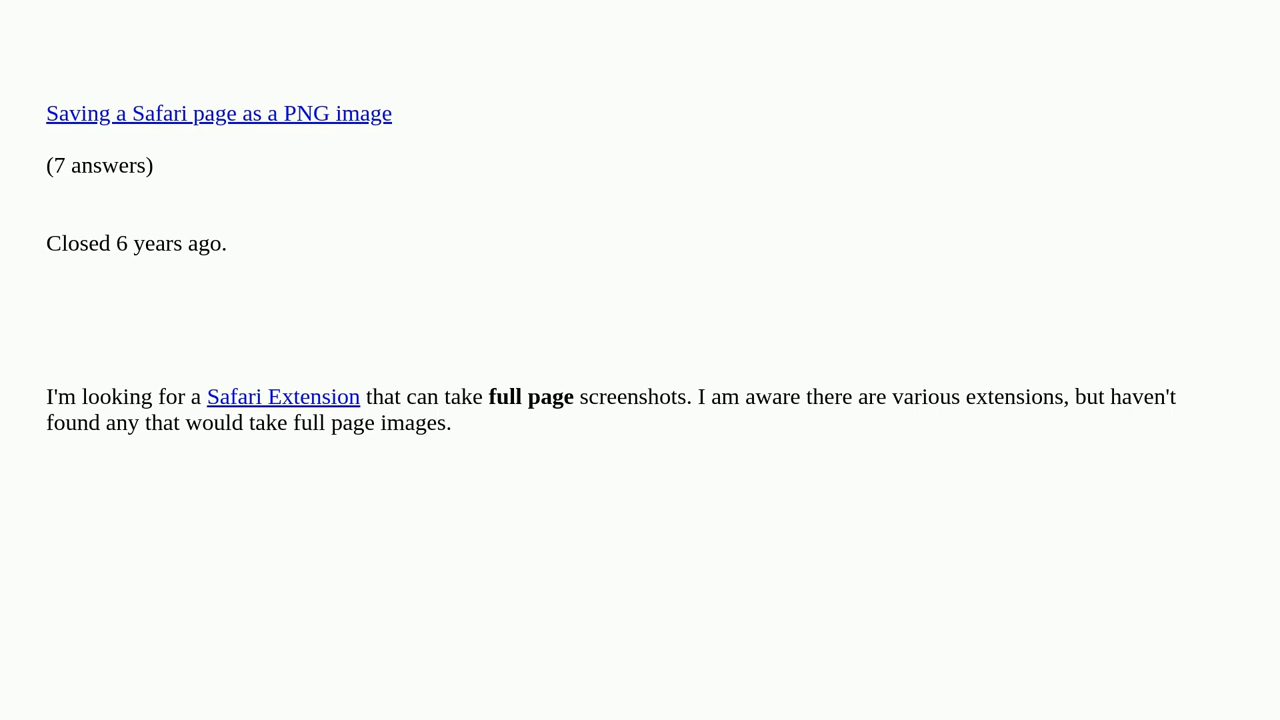 Saving a Safari page as a PNG image
(7 answers)
Closed 6 years ago.
I'm looking for a Safari Extension that can take full page screenshots. I am aware there are various extensions, but haven't
found any that would take full page images.